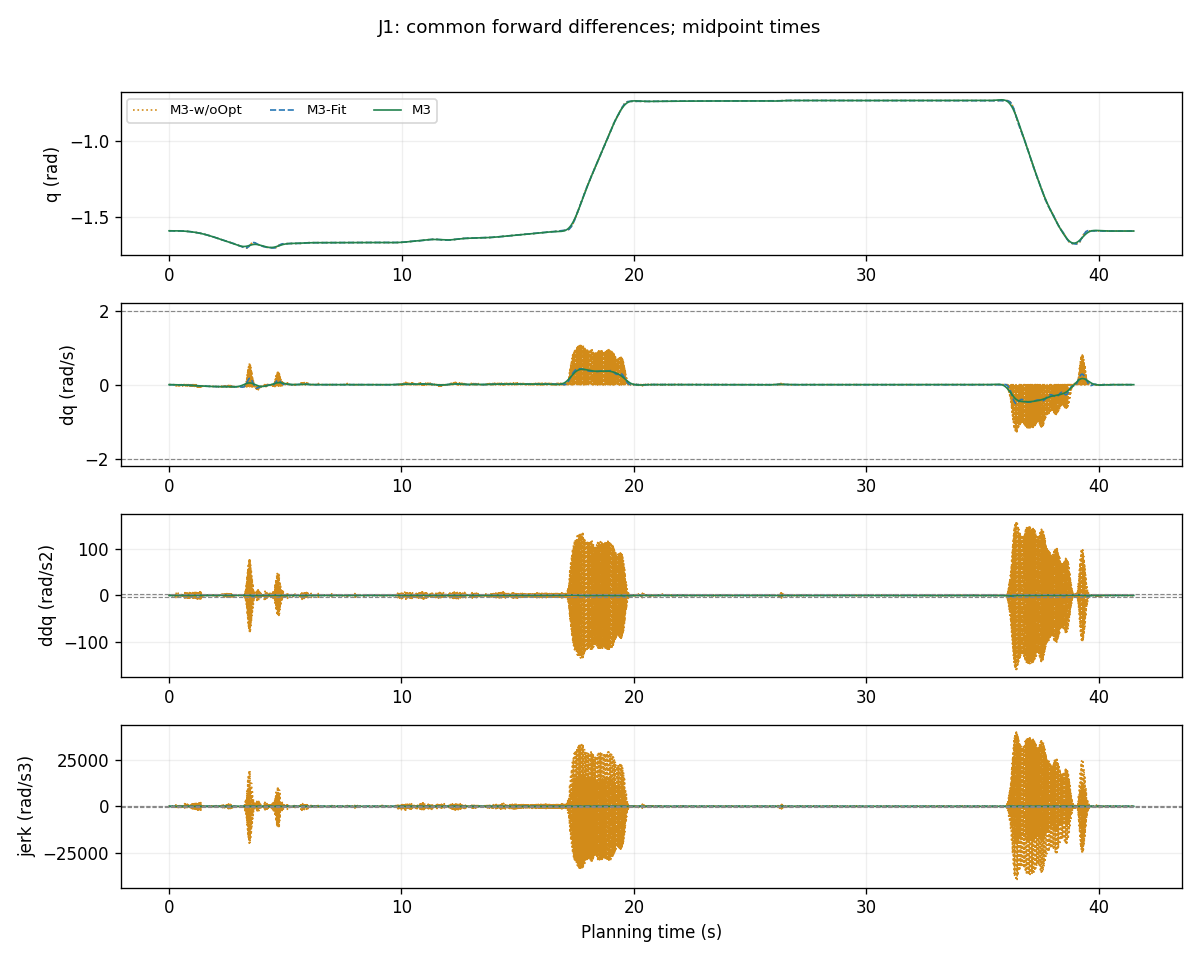 J1: common forward differences; midpoint times
M3-w/oOpt M3-Fit M3
q (rad)
−1.0
−1.5
0 10 20 30 40
dq (rad/s)
2
0
−2
0 10 20 30 40
ddq (rad/s2)
100
0
−100
0 10 20 30 40
jerk (rad/s3)
25000
0
−25000
0 10 20 30 40
Planning time (s)